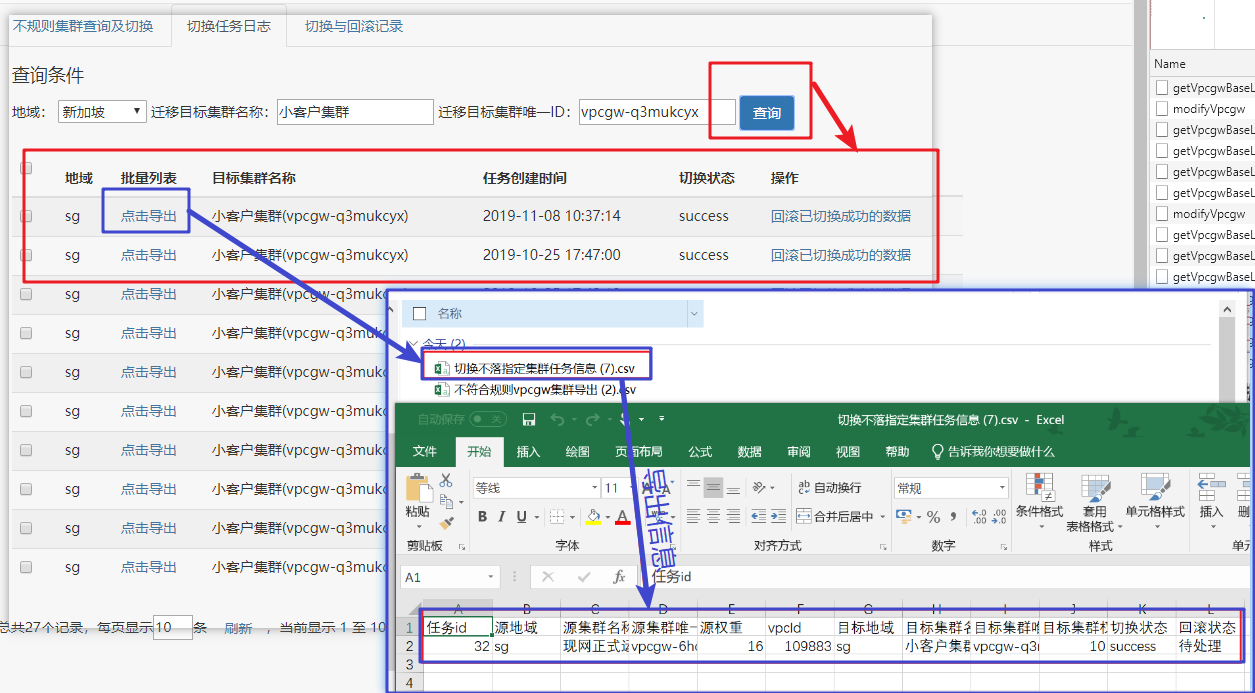 不规则集群查询及切换 切换任务日志 切换与回滚记录
查询条件
地域： 新加坡 迁移目标集群名称： 小客户集群 迁移目标集群唯一ID： vpcgw-q3mukcyx 查询
地域 批量列表 目标集群名称 任务创建时间 切换状态 操作
sg 点击导出 小客户集群(vpcgw-q3mukcyx) 2019-11-08 10:37:14 success 回滚已切换成功的数据
sg 点击导出 小客户集群(vpcgw-q3mukcyx) 2019-10-25 17:47:00 success 回滚已切换成功的数据
sg 点击导出 小客户集群(vpcgw-q3mukc
sg 点击导出 小客户集群(vpcgw-q3mukc
sg 点击导出 小客户集群(vpcgw-q3mukc
sg 点击导出 小客户集群(vpcgw-q3mukc
sg 点击导出 小客户集群(vpcgw-q3mukc
sg 点击导出 小客户集群(vpcgw-q3mukc
sg 点击导出 小客户集群(vpcgw-q3mukc
sg 点击导出 小客户集群(vpcgw-q3mukc
总共27个记录，每页显示 10 条 刷新 ，当前显示 1 至 10
Name
getVpcgwBaseL
modifyVpcgw
getVpcgwBaseL
getVpcgwBaseL
getVpcgwBaseL
getVpcgwBaseL
modifyVpcgw
getVpcgwBaseL
getVpcgwBaseL
getVpcgwBaseL
名称
今天 (2)
切换不落指定集群任务信息 (7).csv
不符合规则vpcgw集群导出 (2).csv
自动保存 关 切换不落指定集群任务信息 (7).csv - Excel
文件 开始 插入 绘图 页面布局 公式 数据 审阅 视图 帮助 告诉我你想要做什么
粘贴 等线 11 自动换行 常规 条件格式 套用 单元格样式 插入 删
B I U A 合并后居中 % 表格格式
剪贴板 字体 对齐方式 数字 样式 单元
导出信息
A1 fx 任务id
A B C D E F G H I J K L
1 任务id 源地域 源集群名称 源集群唯一 源权重 vpcId 目标地域 目标集群名 目标集群唯 目标集群权 切换状态 回滚状态
2 32 sg 现网正式运 vpcgw-6ho 16 109883 sg 小客户集群 vpcgw-q3m 10 success 待处理
3
4